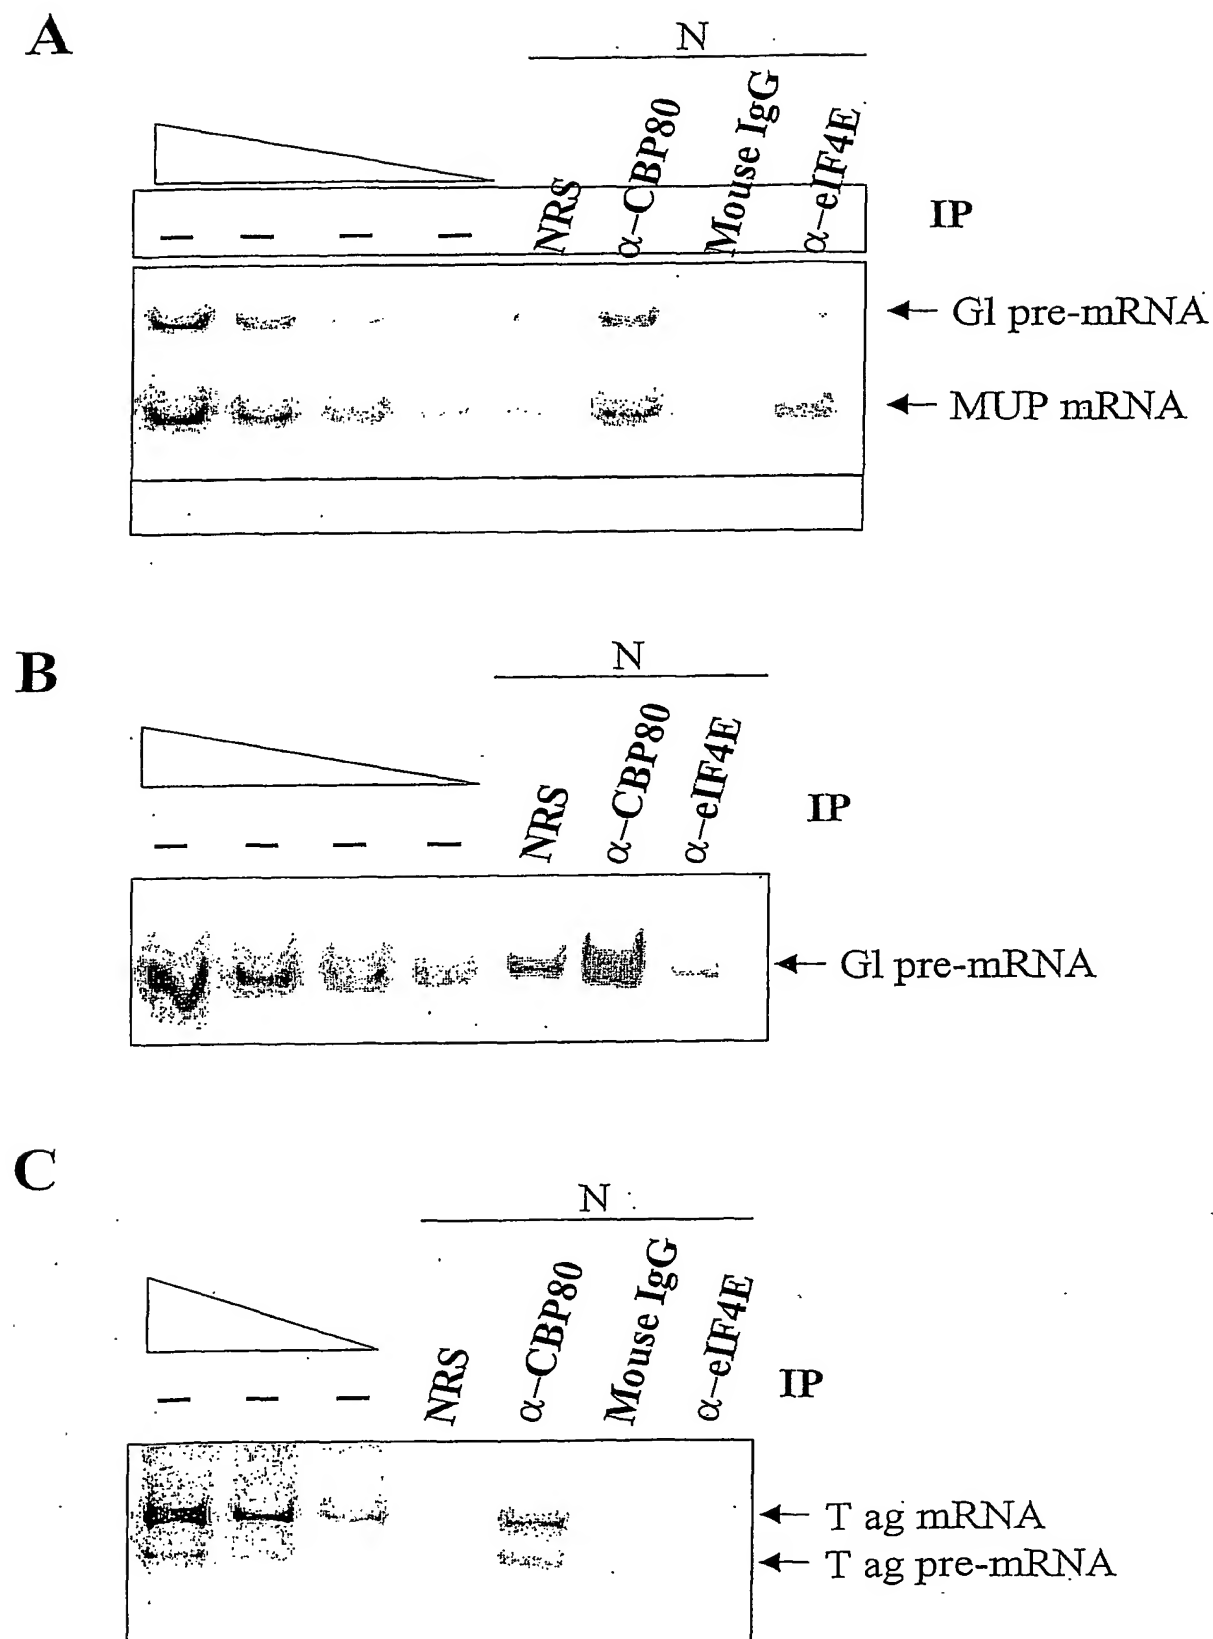 A
N
NRS
α–CBP80
Mouse IgG
α–eIF4E
IP
– – – –
Gl pre-mRNA
MUP mRNA
B
N
NRS
α–CBP80
α–eIF4E
IP
– – – –
Gl pre-mRNA
C
N
NRS
α–CBP80
Mouse IgG
α–eIF4E
IP
– – –
T ag mRNA
T ag pre-mRNA